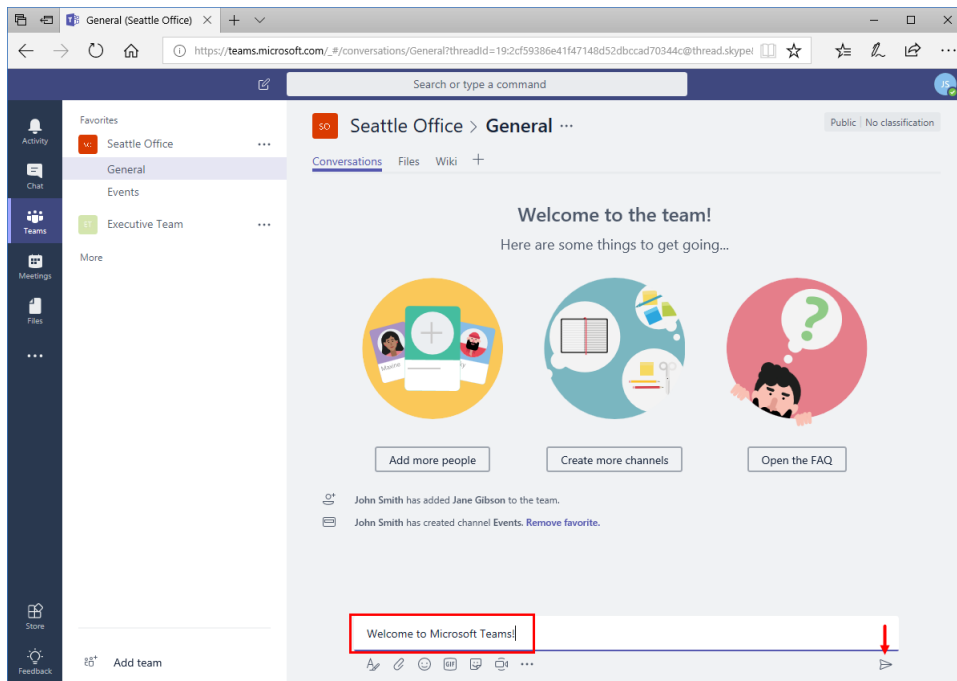 General (Seattle Office)
https://teams.microsoft.com/_#/conversations/General?threadId=19:2cf59386e41f47148d52dbccad70344c@thread.skype
Search or type a command
JS
Activity
Chat
Teams
Meetings
Files
Store
Feedback
Favorites
Seattle Office
General
Events
Executive Team
More
Add team
SO
Seattle Office > General
Public
No classification
Conversations
Files
Wiki
Welcome to the team!
Here are some things to get going...
Maxine
Add more people
Create more channels
Open the FAQ
John Smith has added Jane Gibson to the team.
John Smith has created channel Events. Remove favorite.
Welcome to Microsoft Teams!
GIF